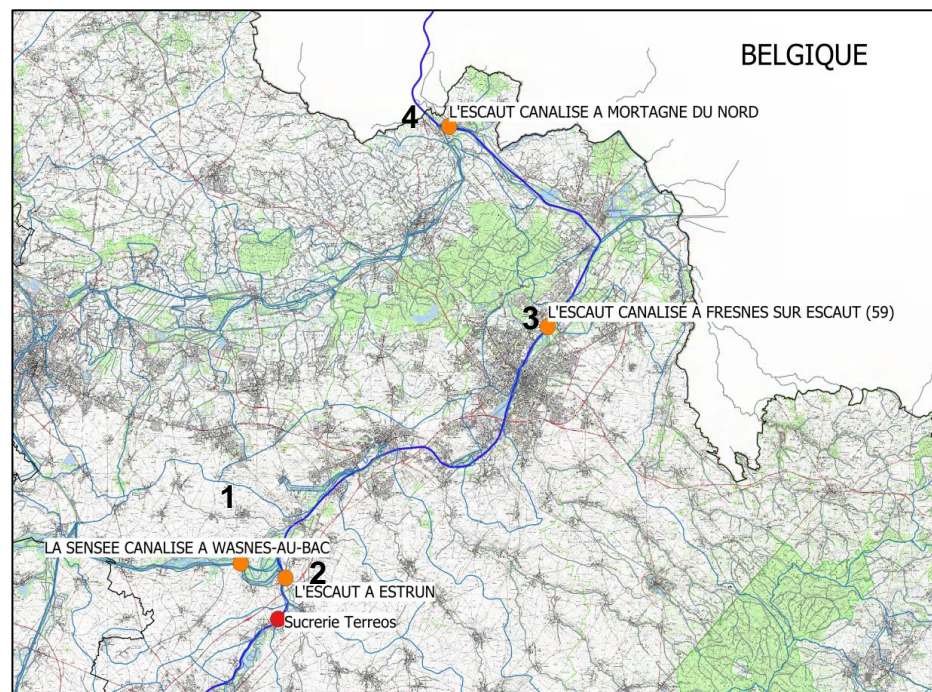 BELGIQUE
4
L'ESCAUT CANALISE A MORTAGNE DU NORD
3
L'ESCAUT CANALISE A FRESNES SUR ESCAUT (59)
1
LA SENSEE CANALISE A WASNES-AU-BAC
2
L'ESCAUT A ESTRUN
Sucrerie Terreos